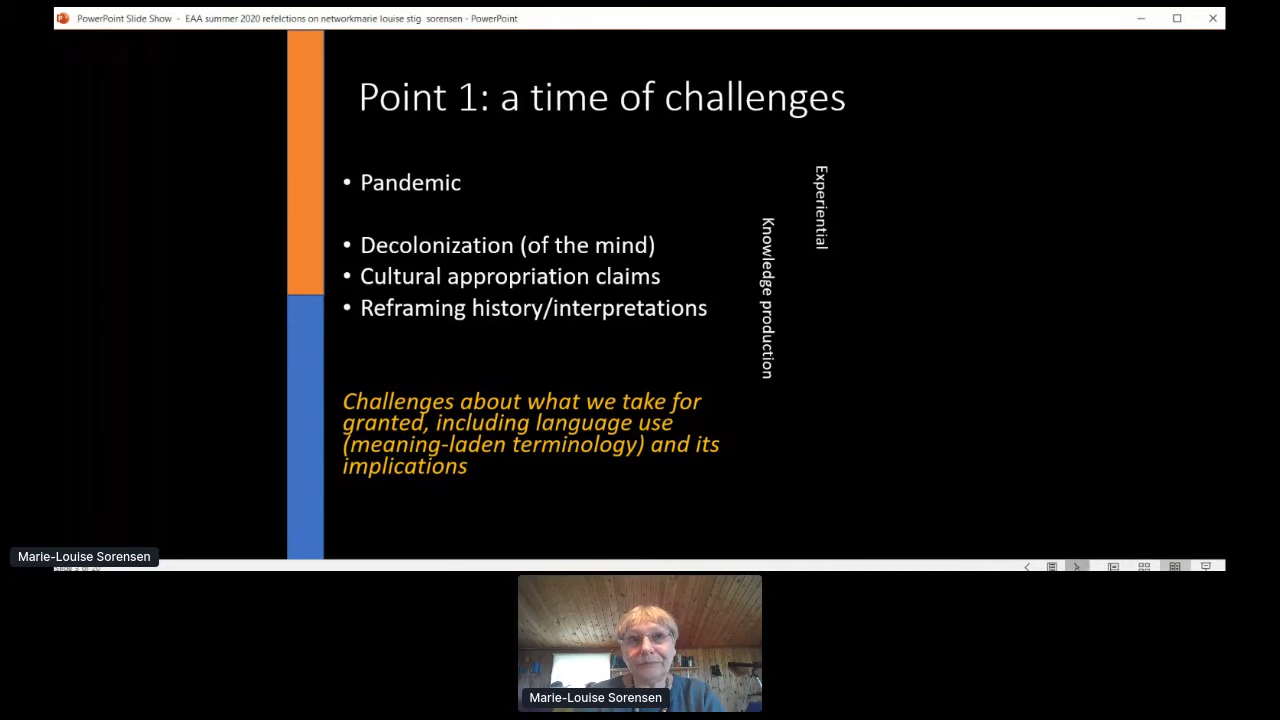 PowerPoint Slide Show - EAA summer 2020 refelctions on networkmarie louise stig sorensen - PowerPoint
Point 1: a time of challenges
• Pandemic
• Decolonization (of the mind)
• Cultural appropriation claims
• Reframing history/interpretations
Experiential
Knowledge production
Challenges about what we take for
granted, including language use
(meaning-laden terminology) and its
implications
Marie-Louise Sorensen
Marie-Louise Sorensen